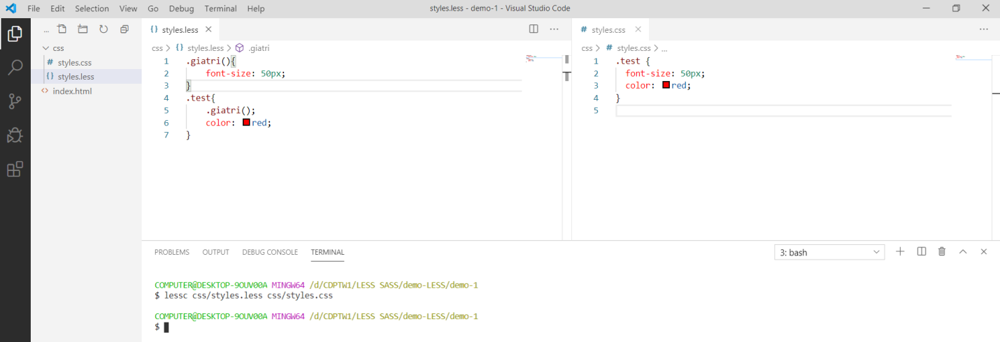 File Edit Selection View Go Debug Terminal Help styles.less - demo-1 - Visual Studio Code
...
css
# styles.css
{} styles.less
<> index.html
{} styles.less
css > {} styles.less > .giatri
1 .giatri(){
2 font-size: 50px;
3 }
4 .test{
5 .giatri();
6 color: red;
7 }
# styles.css
css > # styles.css > ...
1 .test {
2 font-size: 50px;
3 color: red;
4 }
5
PROBLEMS OUTPUT DEBUG CONSOLE TERMINAL 3: bash
COMPUTER@DESKTOP-9OUV00A MINGW64 /d/CDPTW1/LESS SASS/demo-LESS/demo-1
$ lessc css/styles.less css/styles.css
COMPUTER@DESKTOP-9OUV00A MINGW64 /d/CDPTW1/LESS SASS/demo-LESS/demo-1
$